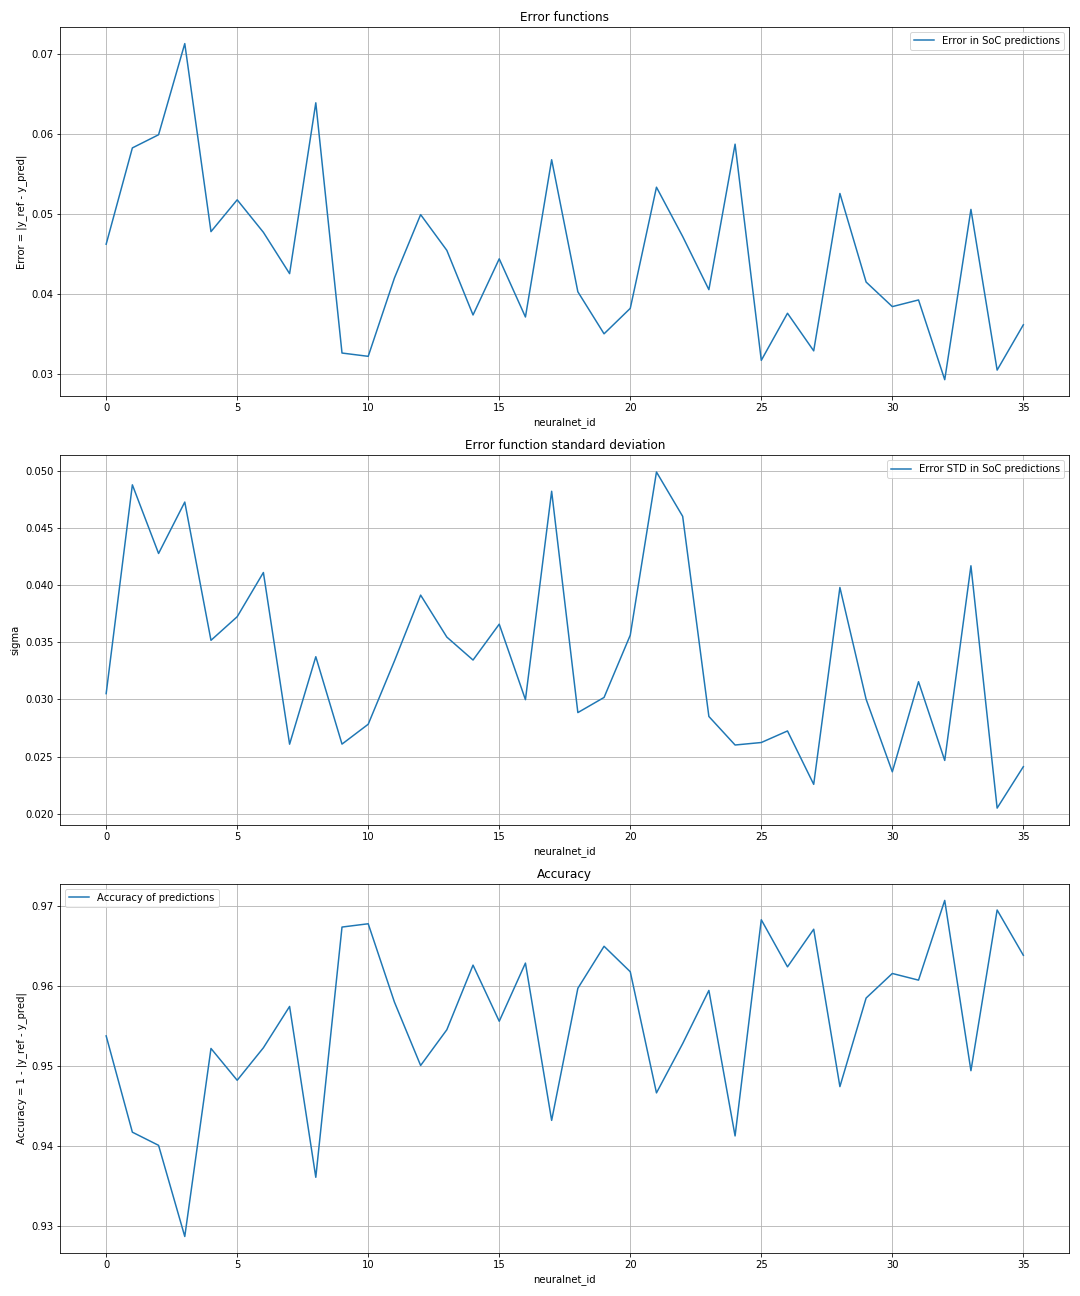 Error functions
Error in SoC predictions
Error = |y_ref - y_pred|
0.07
0.06
0.05
0.04
0.03
0 5 10 15 20 25 30 35
neuralnet_id
Error function standard deviation
Error STD in SoC predictions
sigma
0.050
0.045
0.040
0.035
0.030
0.025
0.020
0 5 10 15 20 25 30 35
neuralnet_id
Accuracy
Accuracy of predictions
Accuracy = 1 - |y_ref - y_pred|
0.97
0.96
0.95
0.94
0.93
0 5 10 15 20 25 30 35
neuralnet_id